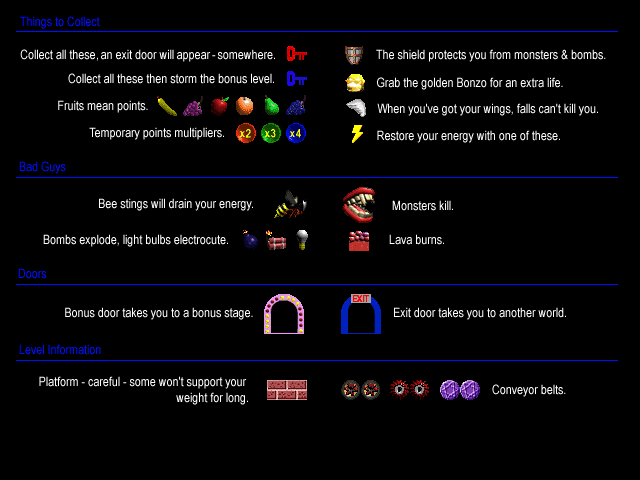 Things to Collect
Collect all these, an exit door will appear - somewhere.
The shield protects you from monsters & bombs.
Collect all these then storm the bonus level.
Grab the golden Bonzo for an extra life.
Fruits mean points.
When you've got your wings, falls can't kill you.
Temporary points multipliers.
x2 x3 x4
Restore your energy with one of these.
Bad Guys
Bee stings will drain your energy.
Monsters kill.
Bombs explode, light bulbs electrocute.
Lava burns.
Doors
Bonus door takes you to a bonus stage.
EXIT
Exit door takes you to another world.
Level Information
Platform - careful - some won't support your
weight for long.
Conveyor belts.